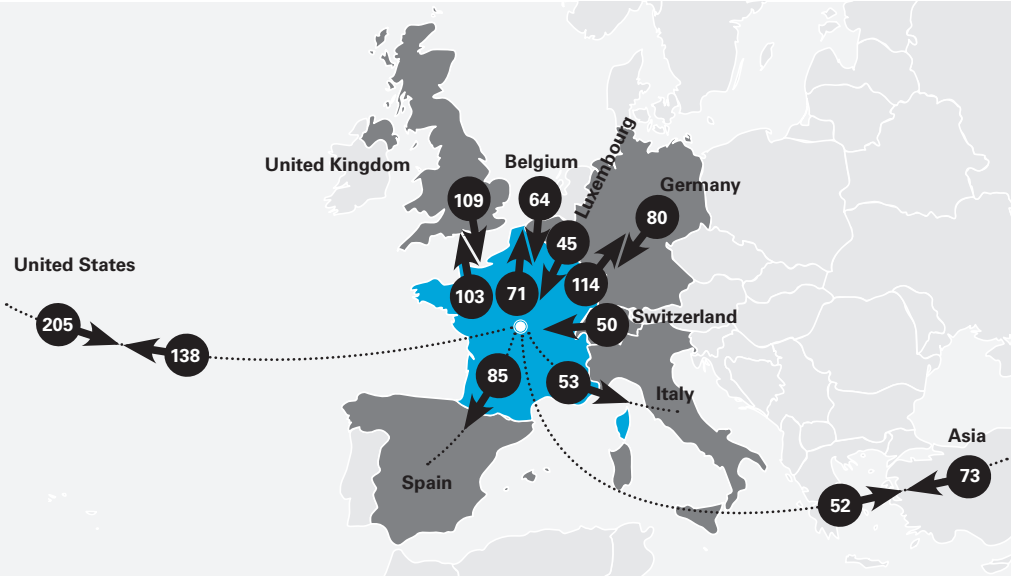 United Kingdom
Belgium
Luxembourg
Germany
109
64
80
45
United States
114
103
71
205
50
Switzerland
138
85
53
Italy
Asia
Spain
73
52